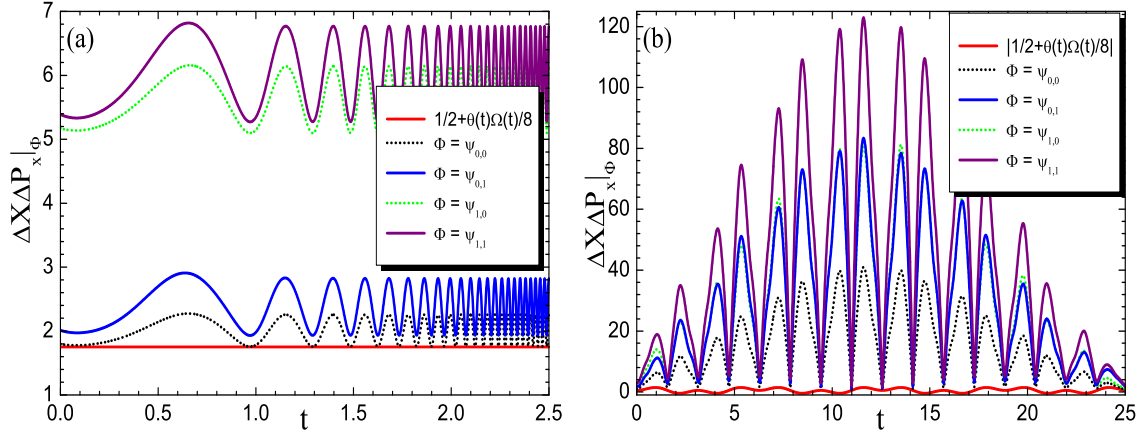 (a)
7
6
5
4
3
2
1
0.0 0.5 1.0 1.5 2.0 2.5
t
ΔXΔPₓ|Φ
1/2+θ(t)Ω(t)/8
Φ = ψ0,0
Φ = ψ0,1
Φ = ψ1,0
Φ = ψ1,1
(b)
120
100
80
60
40
20
0
0 5 10 15 20 25
t
ΔXΔPₓ|Φ
|1/2+θ(t)Ω(t)/8|
Φ = ψ0,0
Φ = ψ0,1
Φ = ψ1,0
Φ = ψ1,1